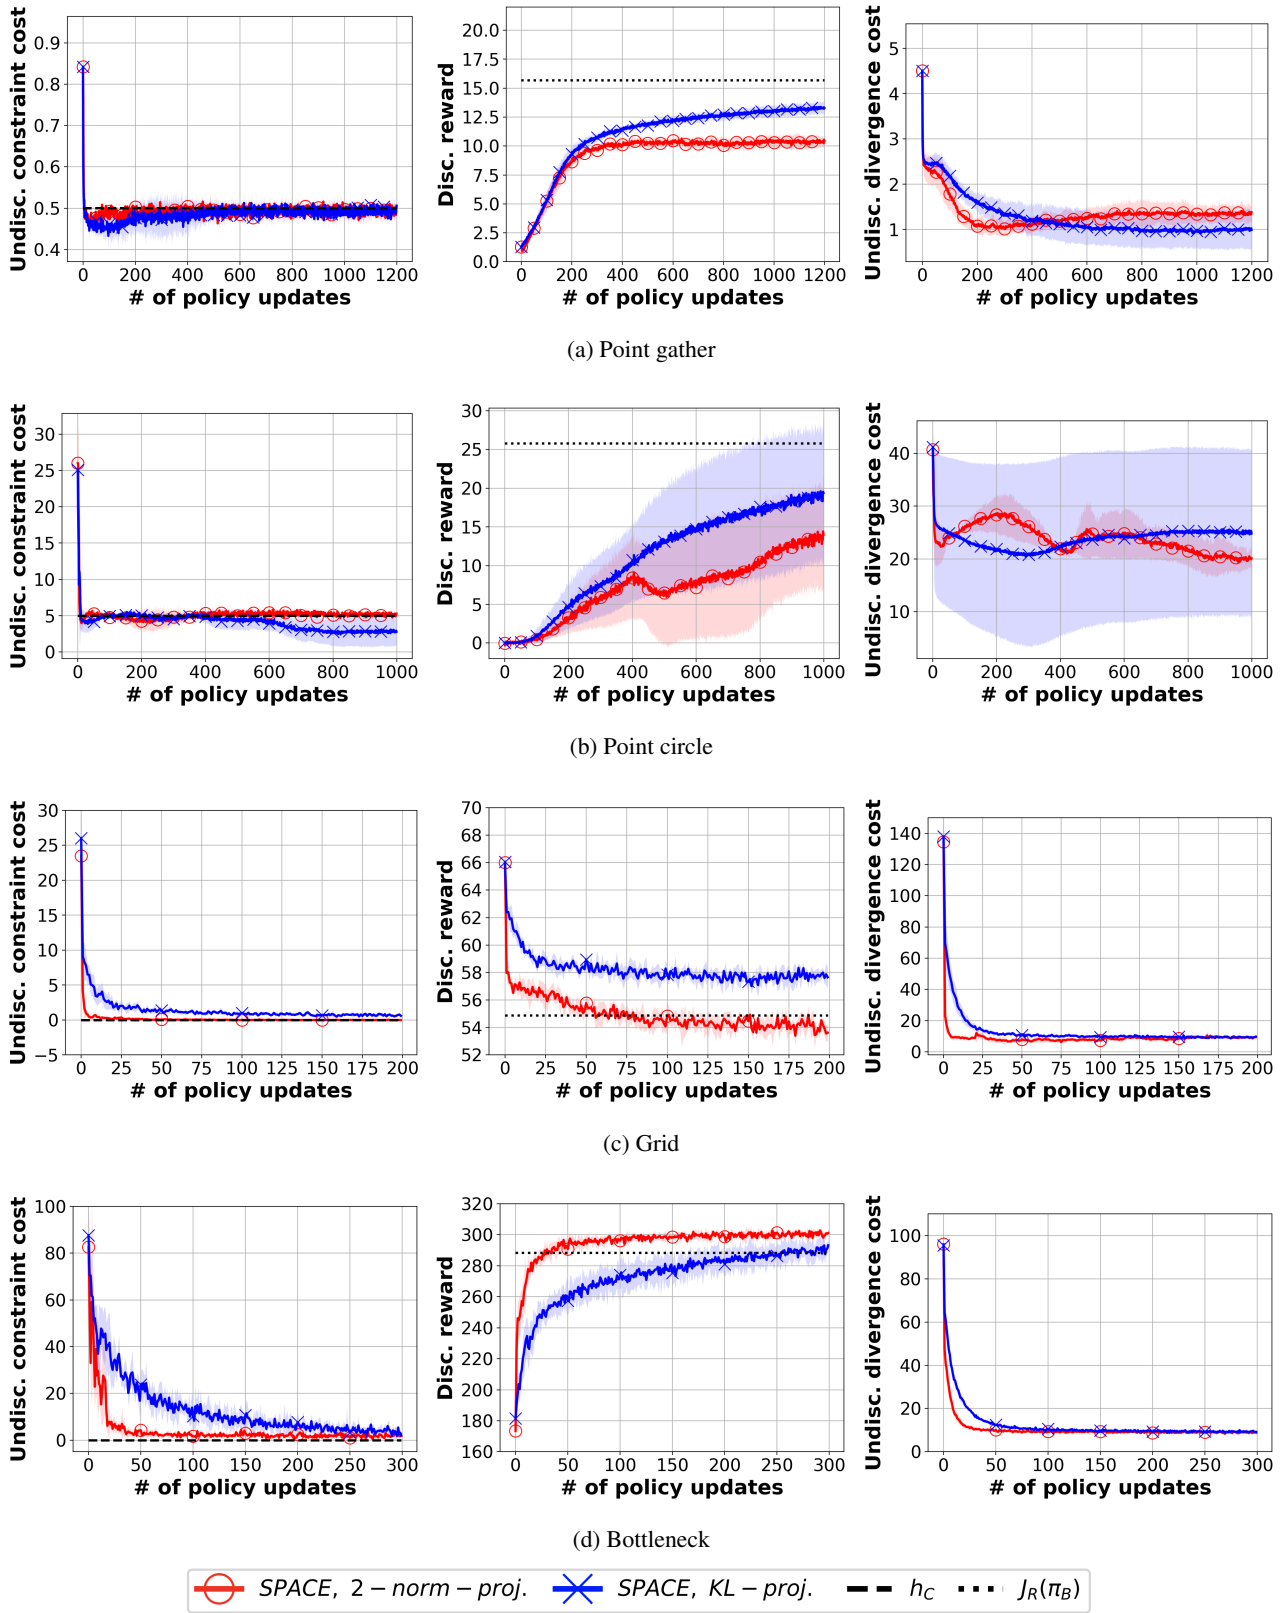 Undisc. constraint cost
0.9
0.8
0.7
0.6
0.5
0.4
0 200 400 600 800 1000 1200
# of policy updates
Disc. reward
20.0
17.5
15.0
12.5
10.0
7.5
5.0
2.5
0.0
0 200 400 600 800 1000 1200
# of policy updates
Undisc. divergence cost
5
4
3
2
1
0 200 400 600 800 1000 1200
# of policy updates
(a) Point gather
Undisc. constraint cost
30
25
20
15
10
5
0
0 200 400 600 800 1000
# of policy updates
Disc. reward
30
25
20
15
10
5
0
0 200 400 600 800 1000
# of policy updates
Undisc. divergence cost
40
30
20
10
0 200 400 600 800 1000
# of policy updates
(b) Point circle
Undisc. constraint cost
30
25
20
15
10
5
0
−5
0 25 50 75 100 125 150 175 200
# of policy updates
Disc. reward
70
68
66
64
62
60
58
56
54
52
0 25 50 75 100 125 150 175 200
# of policy updates
Undisc. divergence cost
140
120
100
80
60
40
20
0
0 25 50 75 100 125 150 175 200
# of policy updates
(c) Grid
Undisc. constraint cost
100
80
60
40
20
0
0 50 100 150 200 250 300
# of policy updates
Disc. reward
320
300
280
260
240
220
200
180
160
0 50 100 150 200 250 300
# of policy updates
Undisc. divergence cost
100
80
60
40
20
0
0 50 100 150 200 250 300
# of policy updates
(d) Bottleneck
SPACE, 2 − norm − proj. SPACE, KL − proj. h_C J_R(π_B)